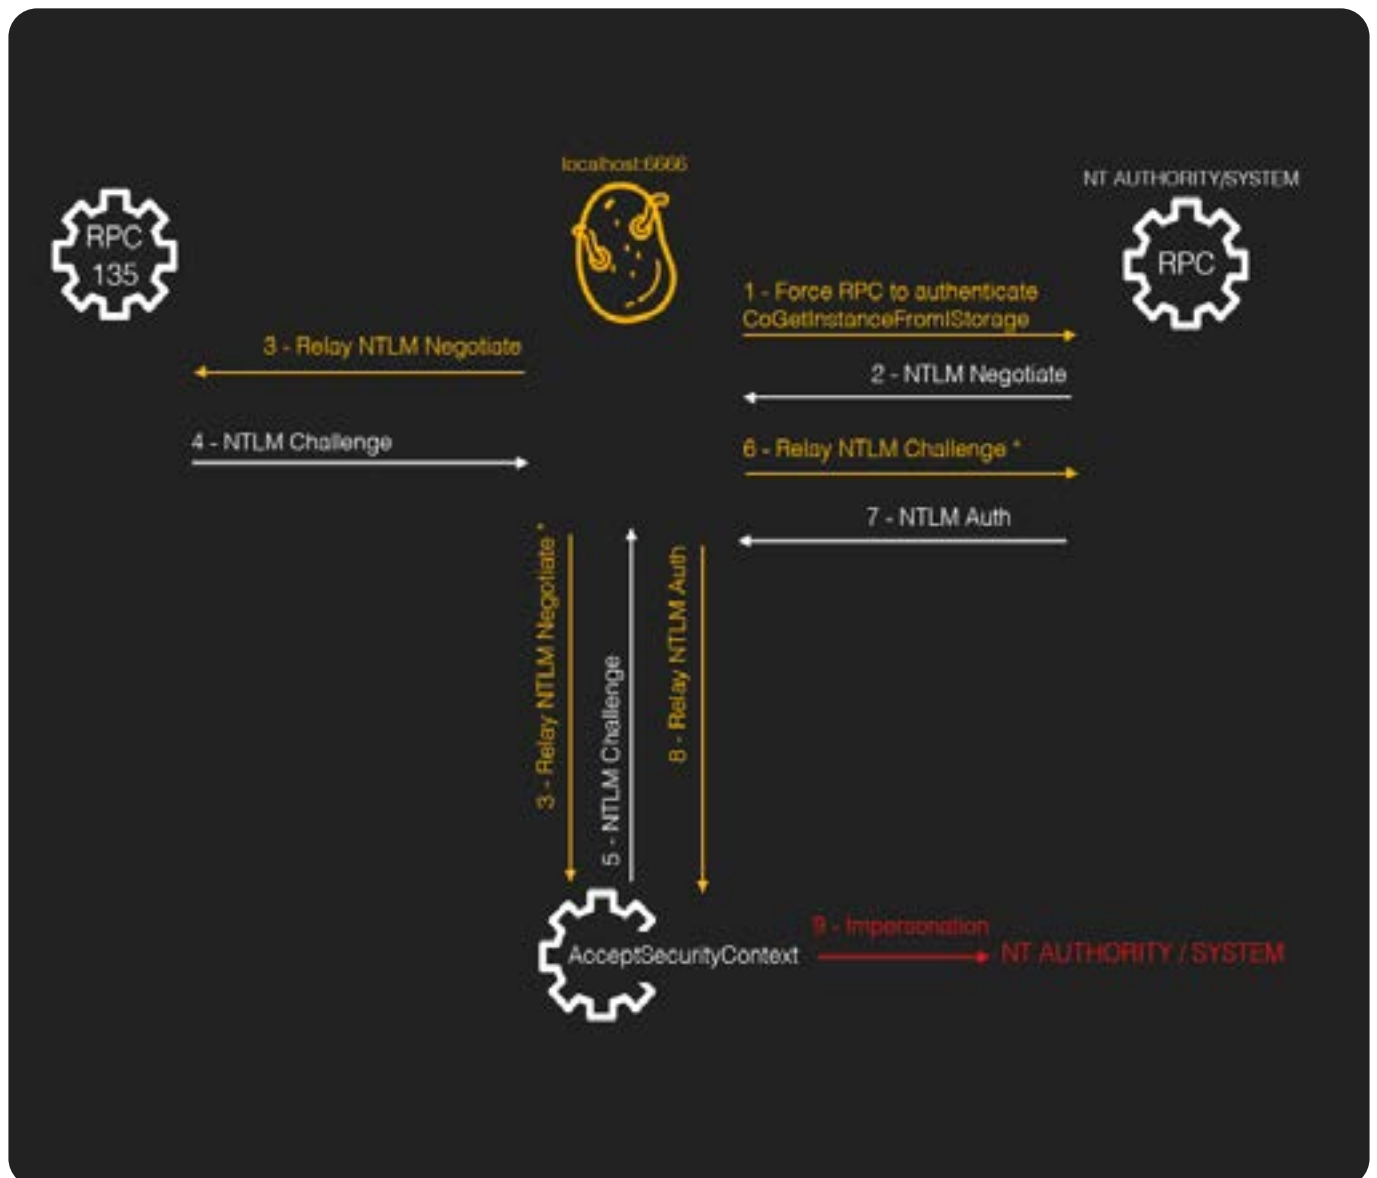 localhost:6666
NT AUTHORITY/SYSTEM
RPC
135
RPC
1 - Force RPC to authenticate
CoGetInstanceFromIStorage
3 - Relay NTLM Negotiate
2 - NTLM Negotiate
4 - NTLM Challenge
6 - Relay NTLM Challenge *
7 - NTLM Auth
3 - Relay NTLM Negotiate *
5 - NTLM Challenge
8 - Relay NTLM Auth
AcceptSecurityContext
9 - Impersonation
NT AUTHORITY / SYSTEM